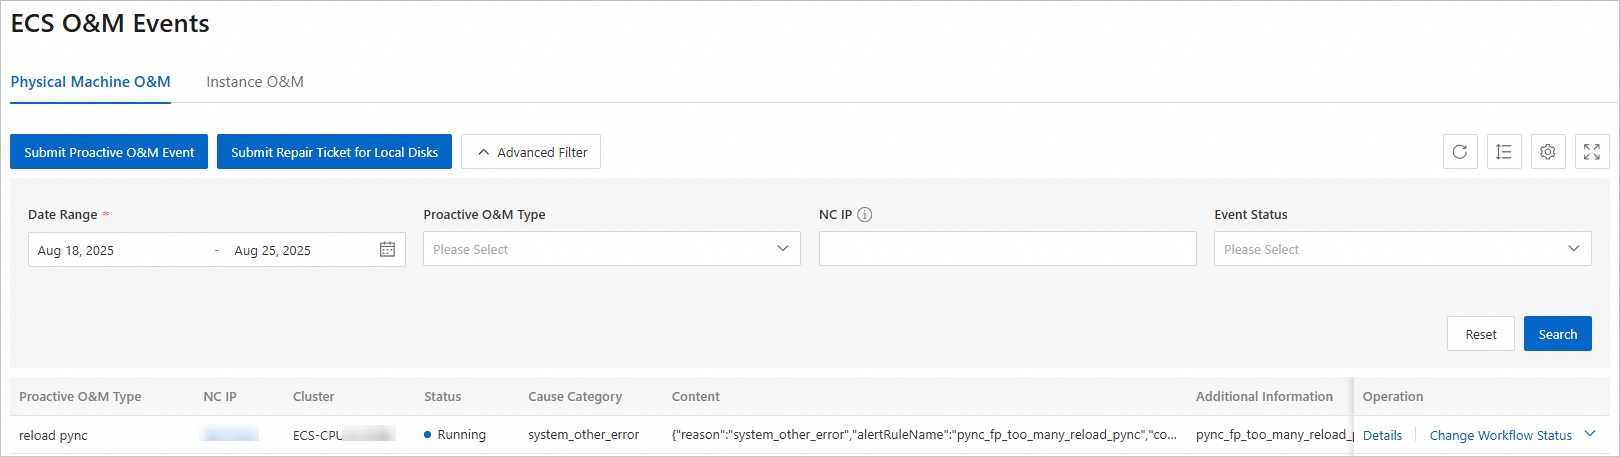 ECS O&M Events
Physical Machine O&M Instance O&M
Submit Proactive O&M Event Submit Repair Ticket for Local Disks Advanced Filter
Date Range * Proactive O&M Type NC IP Event Status
Aug 18, 2025 - Aug 25, 2025 Please Select Please Select
Reset Search
Proactive O&M Type NC IP Cluster Status Cause Category Content Additional Information Operation
reload pync ECS-CPU Running system_other_error {"reason":"system_other_error","alertRuleName":"pync_fp_too_many_reload_pync","co... pync_fp_too_many_reload_ Details Change Workflow Status